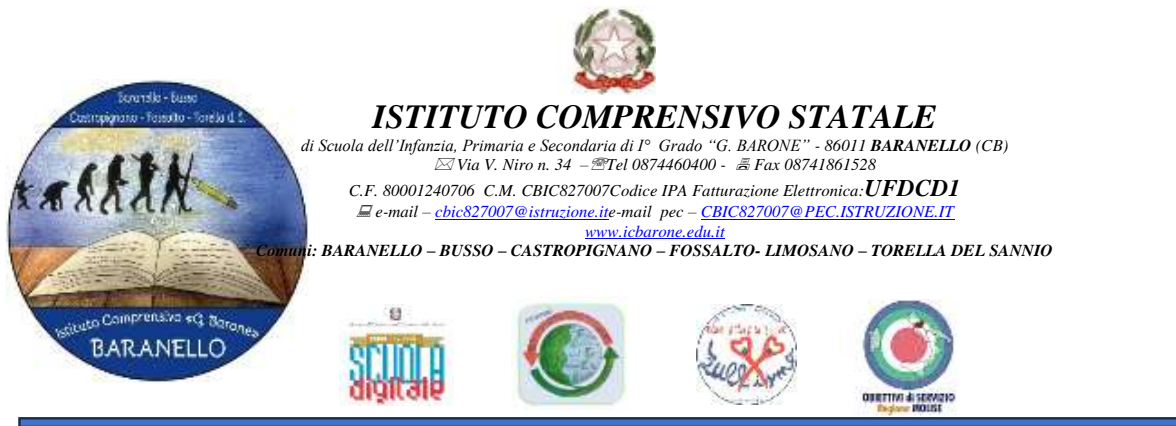 ISTITUTO COMPRENSIVO STATALE
di Scuola dell'Infanzia, Primaria e Secondaria di I° Grado “G. BARONE” - 86011 BARANELLO (CB)
Via V. Niro n. 34 – Tel 0874460400 - Fax 08741861528
C.F. 80001240706 C.M. CBIC827007Codice IPA Fatturazione Elettronica:UFDCD1
e-mail – cbic827007@istruzione.ite-mail pec – CBIC827007@PEC.ISTRUZIONE.IT
www.icbarone.edu.it
Comuni: BARANELLO – BUSSO – CASTROPIGNANO – FOSSALTO- LIMOSANO – TORELLA DEL SANNIO
Baranello - Busso
Castropignano - Fossalto - Torella d. S.
Istituto Comprensivo «G. Barone»
BARANELLO
SCUOLA
digitale
OBIETTIVI di SERVIZIO
Regione MOLISE